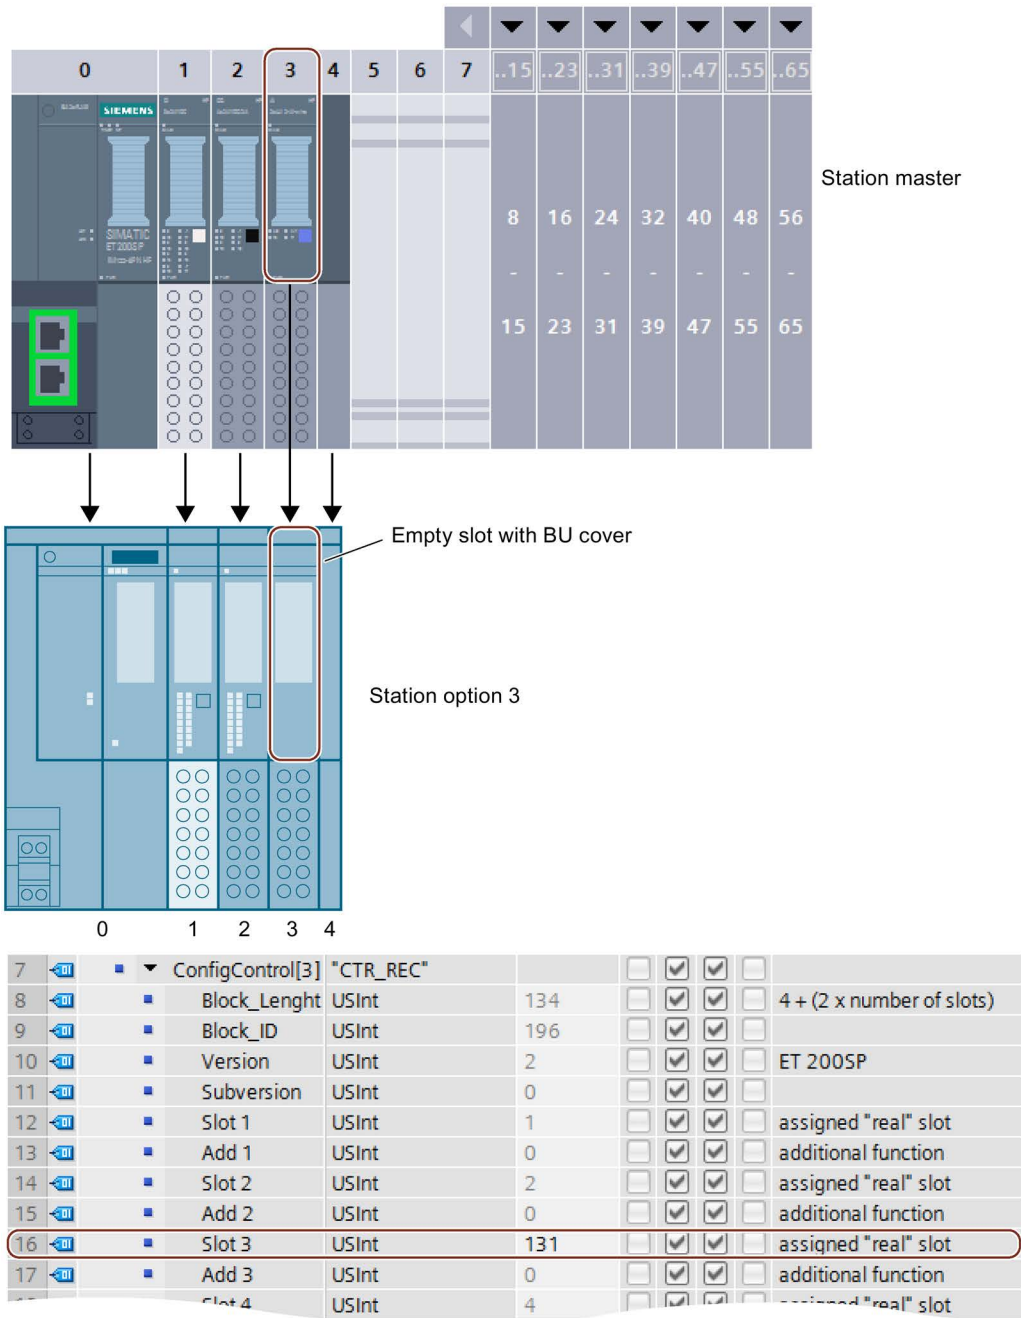 0 1 2 3 4 5 6 7 ..15 ..23 ..31 ..39 ..47 ..55 ..65
SIEMENS
Station master
8 16 24 32 40 48 56
- - - - - - -
15 23 31 39 47 55 65
SIMATIC
ET 200SP
Empty slot with BU cover
Station option 3
0 1 2 3 4
7 ConfigControl[3] "CTR_REC"
8 Block_Lenght USInt 134 4 + (2 x number of slots)
9 Block_ID USInt 196
10 Version USInt 2 ET 200SP
11 Subversion USInt 0
12 Slot 1 USInt 1 assigned "real" slot
13 Add 1 USInt 0 additional function
14 Slot 2 USInt 2 assigned "real" slot
15 Add 2 USInt 0 additional function
16 Slot 3 USInt 131 assigned "real" slot
17 Add 3 USInt 0 additional function
Slot 4 USInt 4 assigned "real" slot